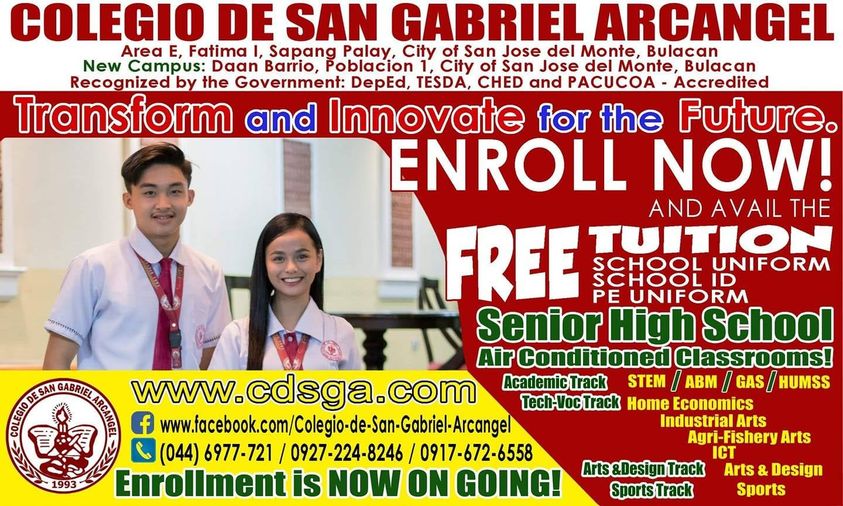 COLEGIO DE SAN GABRIEL ARCANGEL
Area E, Fatima I, Sapang Palay, City of San Jose del Monte, Bulacan
New Campus: Daan Barrio, Poblacion 1, City of San Jose del Monte, Bulacan
Recognized by the Government: DepEd, TESDA, CHED and PACUCOA - Accredited
Transform and Innovate for the Future.
ENROLL NOW!
AND AVAIL THE
FREE TUITION
SCHOOL UNIFORM
SCHOOL ID
PE UNIFORM
Senior High School
Air Conditioned Classrooms!
Academic Track STEM / ABM / GAS / HUMSS
Tech-Voc Track Home Economics
Industrial Arts
Agri-Fishery Arts
ICT
Arts &Design Track Arts & Design
Sports Track Sports
www.cdsga.com
www.facebook.com/Colegio-de-San-Gabriel-Arcangel
(044) 6977-721 / 0927-224-8246 / 0917-672-6558
Enrollment is NOW ON GOING!
COLEGIO DE SAN GABRIEL ARCANGEL
1993